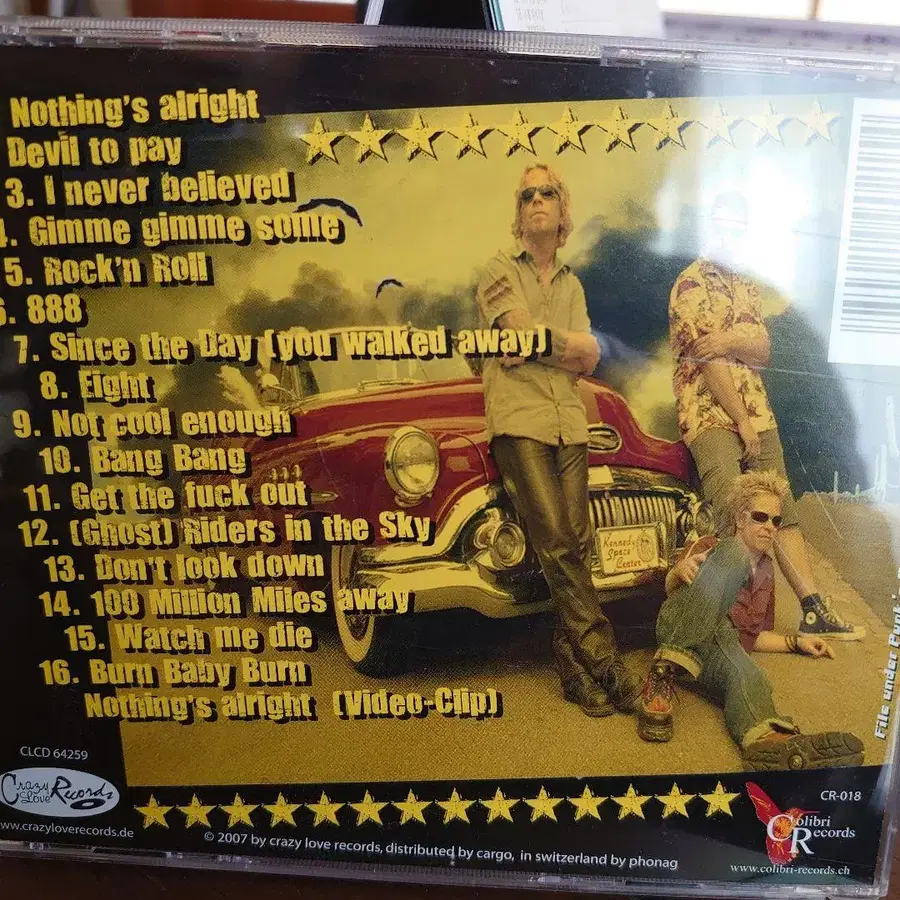 Nothing's alright
Devil to pay
3. I never believed
4. Gimme gimme some
5. Rock'n Roll
6. 888
7. Since the Day (you walked away)
8. Eight
9. Not cool enough
10. Bang Bang
11. Get the fuck out
12. (Ghost) Riders in the Sky
13. Don't look down
14. 100 Million Miles away
15. Watch me die
16. Burn Baby Burn
Nothing's alright (Video-Clip)
Kennedy
Space
Center
File under Punk
CLCD 64259
Crazy Love Records
www.crazyloverecords.de
© 2007 by crazy love records, distributed by cargo, in switzerland by phonag
CR-018
Colibri
Records
www.colibri-records.ch